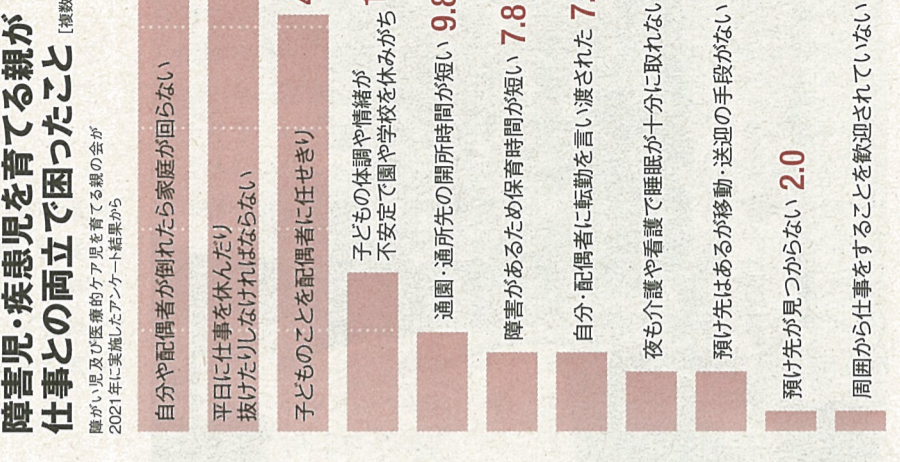 障害児・疾患児を育てる親が
仕事との両立で困ったこと
[複数
障がい児及び医療的ケア児を育てる親の会が
2021年に実施したアンケート結果から
自分や配偶者が倒れたら家庭が回らない
平日に仕事を休んだり
抜けたりしなければならない
子どものことを配偶者に任せきり
子どもの体調や情緒が
不安定で園や学校を休みがち
通園・通所先の開所時間が短い 9.8
障害があるため保育時間が短い 7.8
自分・配偶者に転勤を言い渡された 7.
夜も介護や看護で睡眠が十分に取れない
預け先はあるが移動・送迎の手段がない
預け先が見つからない 2.0
周囲から仕事をすることを歓迎されていない